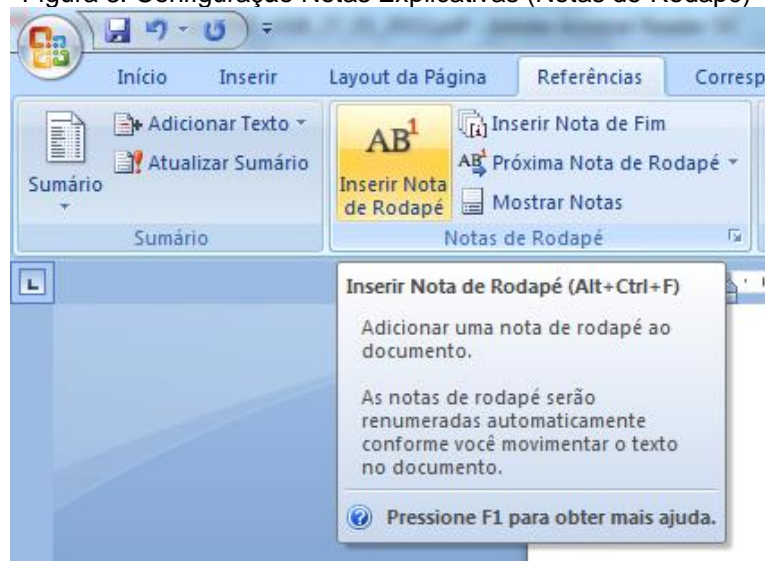 Figura 8: Configuração Notas Explicativas (Notas de Rodapé)
Início Inserir Layout da Página Referências Corresp
Sumário
Adicionar Texto
Atualizar Sumário
Sumário
AB1
Inserir Nota de Rodapé
Inserir Nota de Fim
AB1 Próxima Nota de Rodapé
Mostrar Notas
Notas de Rodapé
L
Inserir Nota de Rodapé (Alt+Ctrl+F)
Adicionar uma nota de rodapé ao
documento.
As notas de rodapé serão
renumeradas automaticamente
conforme você movimentar o texto
no documento.
Pressione F1 para obter mais ajuda.